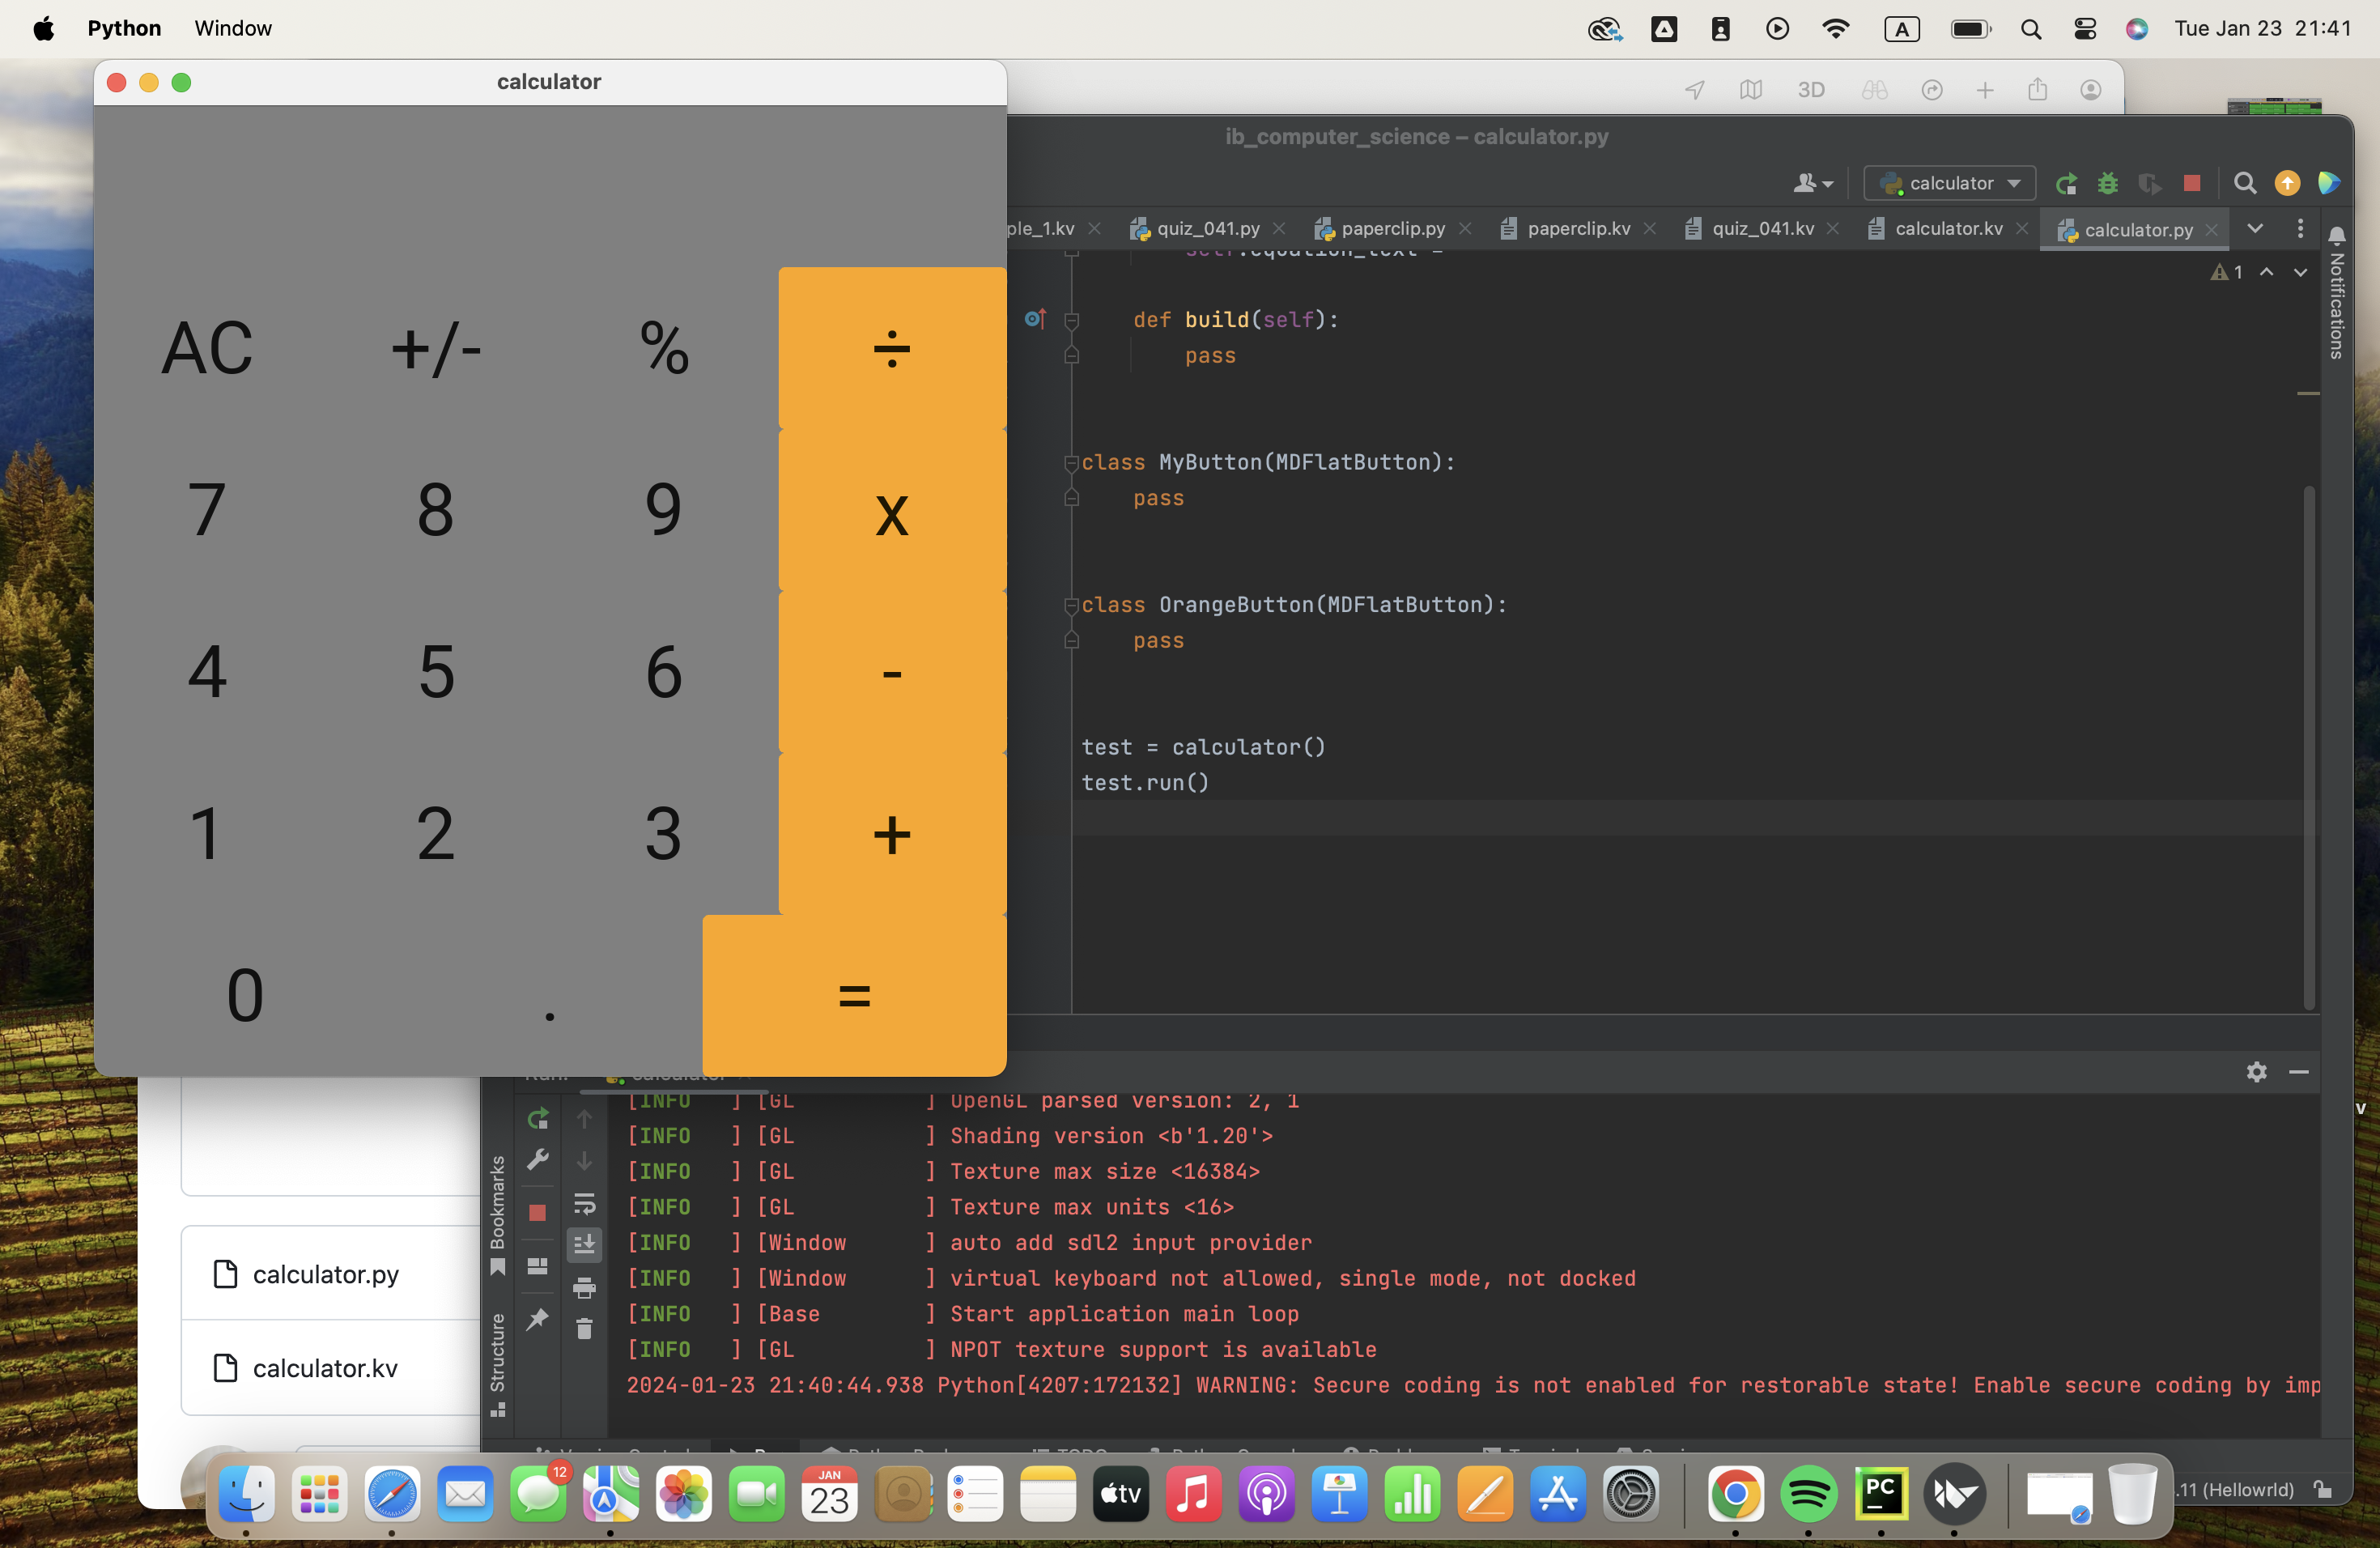 Python Window
A
Tue Jan 23 21:41
calculator
3D
ib_computer_science – calculator.py
calculator
ple_1.kv quiz_041.py paperclip.py paperclip.kv quiz_041.kv calculator.kv calculator.py
1
Notifications
self.equation_text =
def build(self):
pass
class MyButton(MDFlatButton):
pass
class OrangeButton(MDFlatButton):
pass
test = calculator()
test.run()
AC +/- % ÷
7 8 9 x
4 5 6 -
1 2 3 +
0 . =
Run: calculator
[INFO ] [GL ] OpenGL parsed version: 2, 1
[INFO ] [GL ] Shading version <b'1.20'>
[INFO ] [GL ] Texture max size <16384>
[INFO ] [GL ] Texture max units <16>
[INFO ] [Window ] auto add sdl2 input provider
[INFO ] [Window ] virtual keyboard not allowed, single mode, not docked
[INFO ] [Base ] Start application main loop
[INFO ] [GL ] NPOT texture support is available
2024-01-23 21:40:44.938 Python[4207:172132] WARNING: Secure coding is not enabled for restorable state! Enable secure coding by imp
Bookmarks
Structure
calculator.py
calculator.kv
v
12
JAN
23
tv
PC
.11 (Hellowrld)